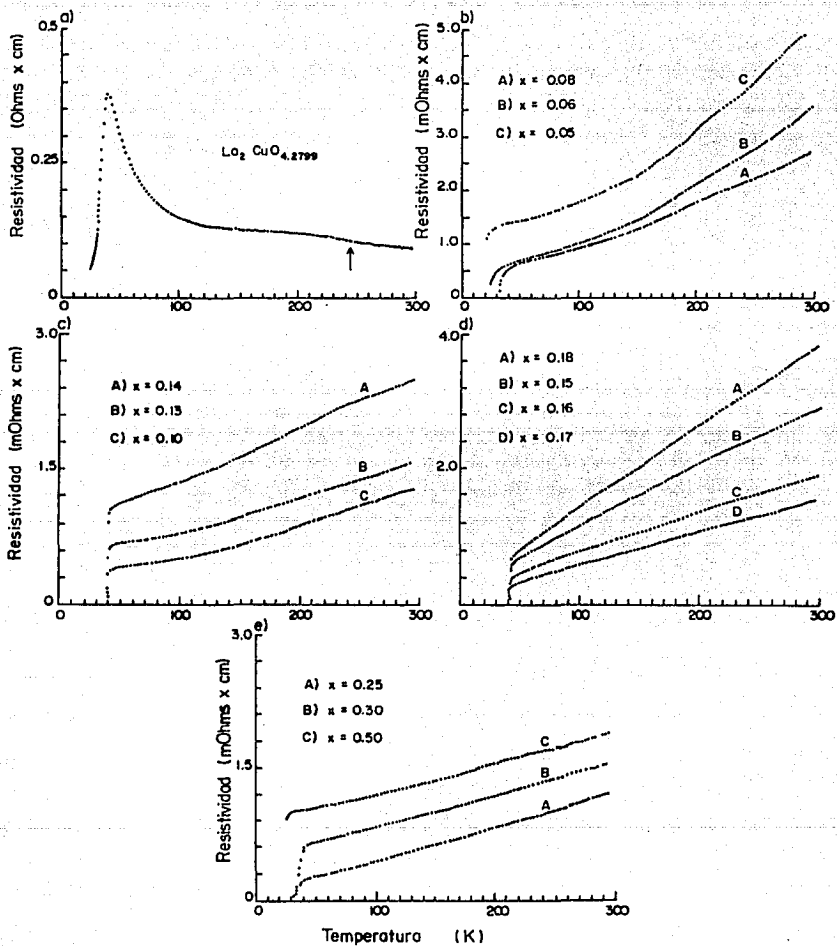 a)
0.5
0.25
0
Resistividad (Ohms x cm)
La2 CuO4.2799
0 100 200 300
b)
5.0
4.0
3.0
2.0
1.0
0
Resistividad (mOhms x cm)
A) x = 0.08
B) x = 0.06
C) x = 0.05
C
B
A
0 100 200 300
c)
3.0
1.5
0
Resistividad (mOhms x cm)
A) x = 0.14
B) x = 0.13
C) x = 0.10
A
B
C
0 100 200 300
d)
4.0
2.0
0
A) x = 0.18
B) x = 0.15
C) x = 0.16
D) x = 0.17
A
B
C
D
0 100 200 300
e)
3.0
1.5
0
Resistividad (mOhms x cm)
A) x = 0.25
B) x = 0.30
C) x = 0.50
C
B
A
0 100 200 300
Temperatura (K)